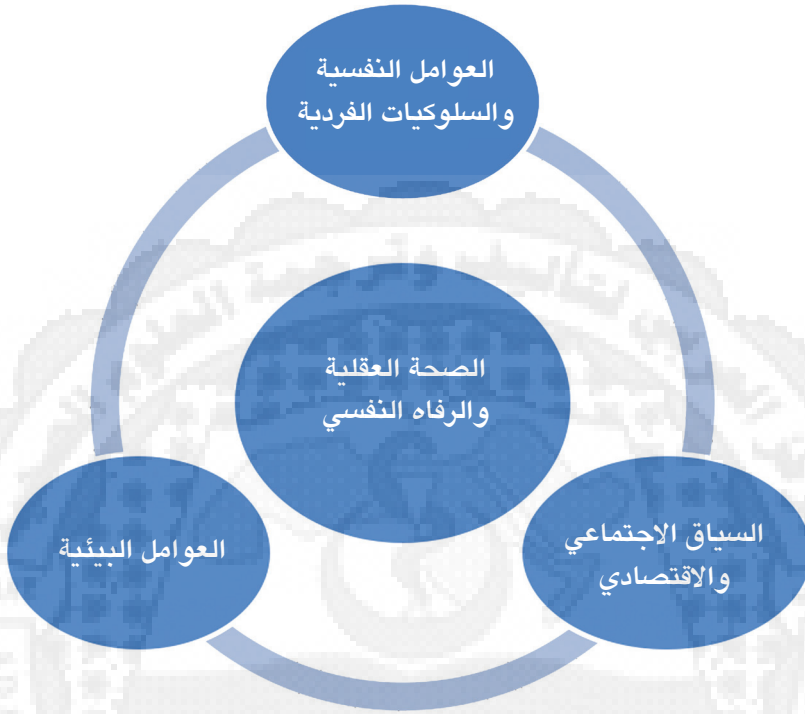 العوامل النفسية
والسلوكيات الفردية
الصحة العقلية
والرفاه النفسي
السياق الاجتماعي
والاقتصادي
العوامل البيئية